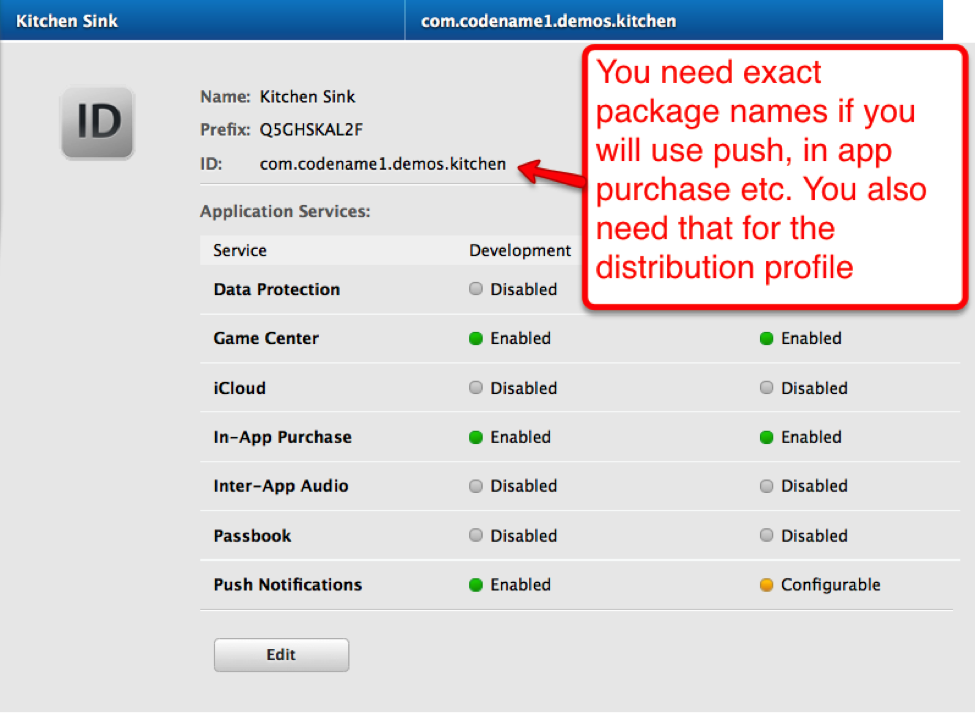 Kitchen Sink com.codename1.demos.kitchen
You need exact
package names if you
will use push, in app
purchase etc. You also
need that for the
distribution profile
ID
Name: Kitchen Sink
Prefix: Q5GHSKAL2F
ID: com.codename1.demos.kitchen
Application Services:
Service Development
Data Protection Disabled
Game Center Enabled Enabled
iCloud Disabled Disabled
In-App Purchase Enabled Enabled
Inter-App Audio Disabled Disabled
Passbook Disabled Disabled
Push Notifications Enabled Configurable
Edit